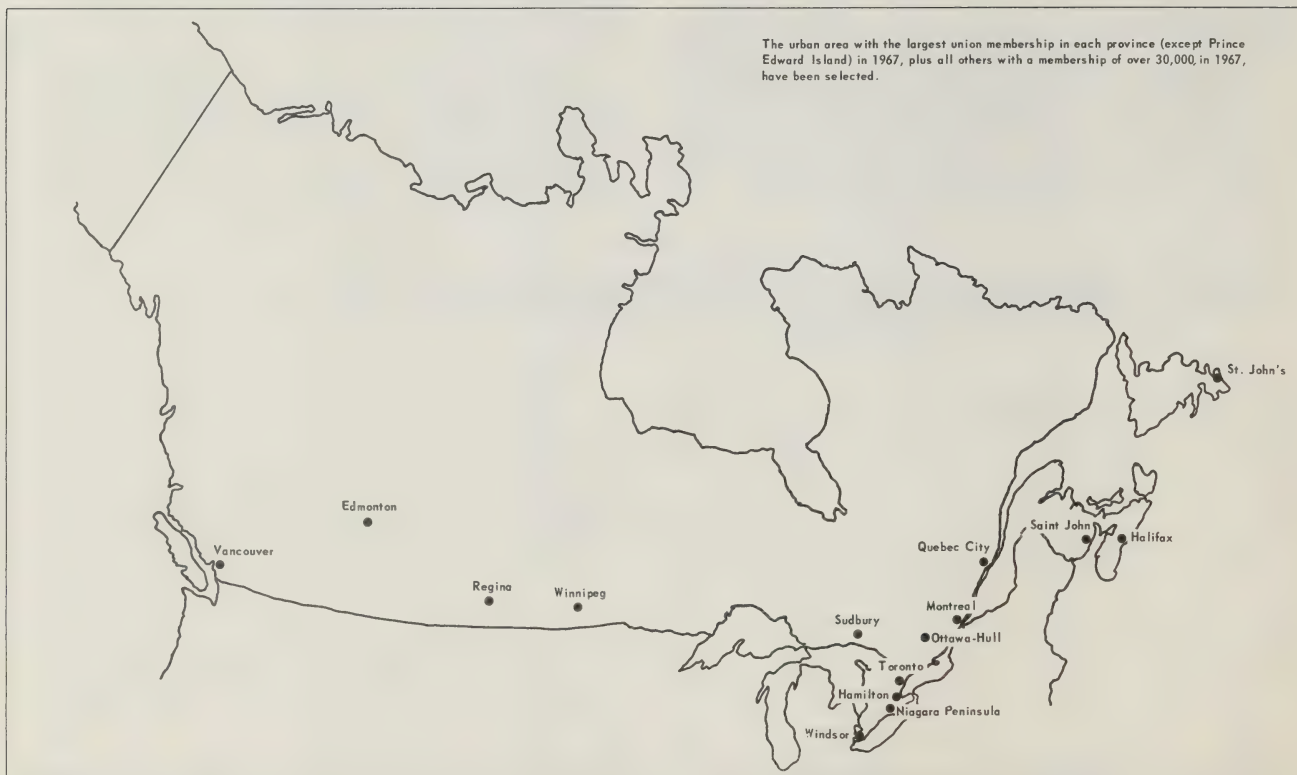 The urban area with the largest union membership in each province (except Prince
Edward Island) in 1967, plus all others with a membership of over 30,000, in 1967,
have been selected.
St. John's
Edmonton
Saint John
Halifax
Vancouver
Quebec City
Regina
Winnipeg
Montreal
Sudbury
Ottawa-Hull
Toronto
Hamilton
Niagara Peninsula
Windsor